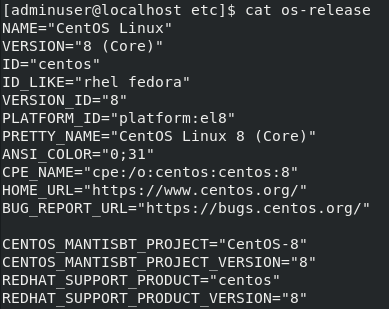 [adminuser@localhost etc]$ cat os-release
NAME="CentOS Linux"
VERSION="8 (Core)"
ID="centos"
ID_LIKE="rhel fedora"
VERSION_ID="8"
PLATFORM_ID="platform:el8"
PRETTY_NAME="CentOS Linux 8 (Core)"
ANSI_COLOR="0;31"
CPE_NAME="cpe:/o:centos:centos:8"
HOME_URL="https://www.centos.org/"
BUG_REPORT_URL="https://bugs.centos.org/"

CENTOS_MANTISBT_PROJECT="CentOS-8"
CENTOS_MANTISBT_PROJECT_VERSION="8"
REDHAT_SUPPORT_PRODUCT="centos"
REDHAT_SUPPORT_PRODUCT_VERSION="8"